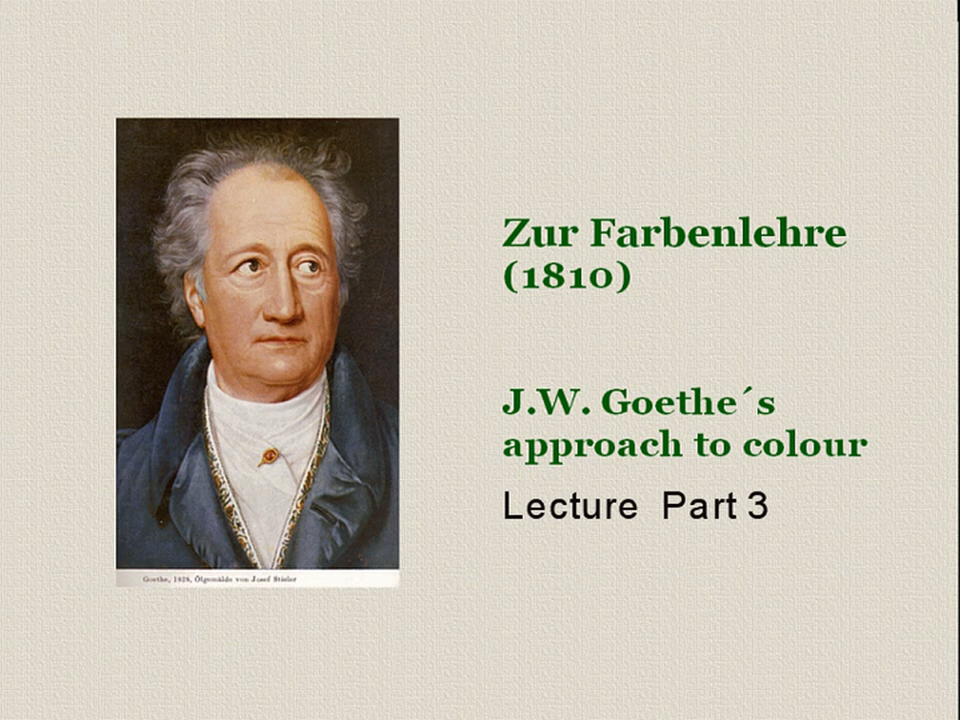 Zur Farbenlehre
(1810)
J.W. Goethe´s
approach to colour
Lecture Part 3
Goethe, 1828, Ölgemälde von Josef Stieler